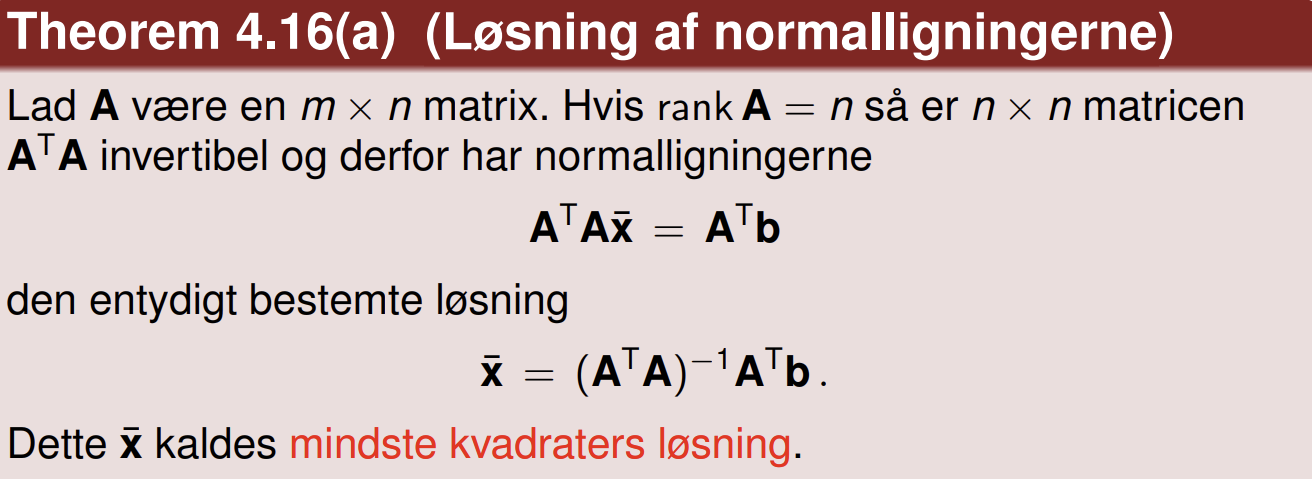 Theorem 4.16(a) (Løsning af normalligningerne)
Lad A være en m × n matrix. Hvis rank A = n så er n × n matricen
AᵀA invertibel og derfor har normalligningerne
AᵀAx̄ = Aᵀb
den entydigt bestemte løsning
x̄ = (AᵀA)⁻¹Aᵀb.
Dette x̄ kaldes mindste kvadraters løsning.